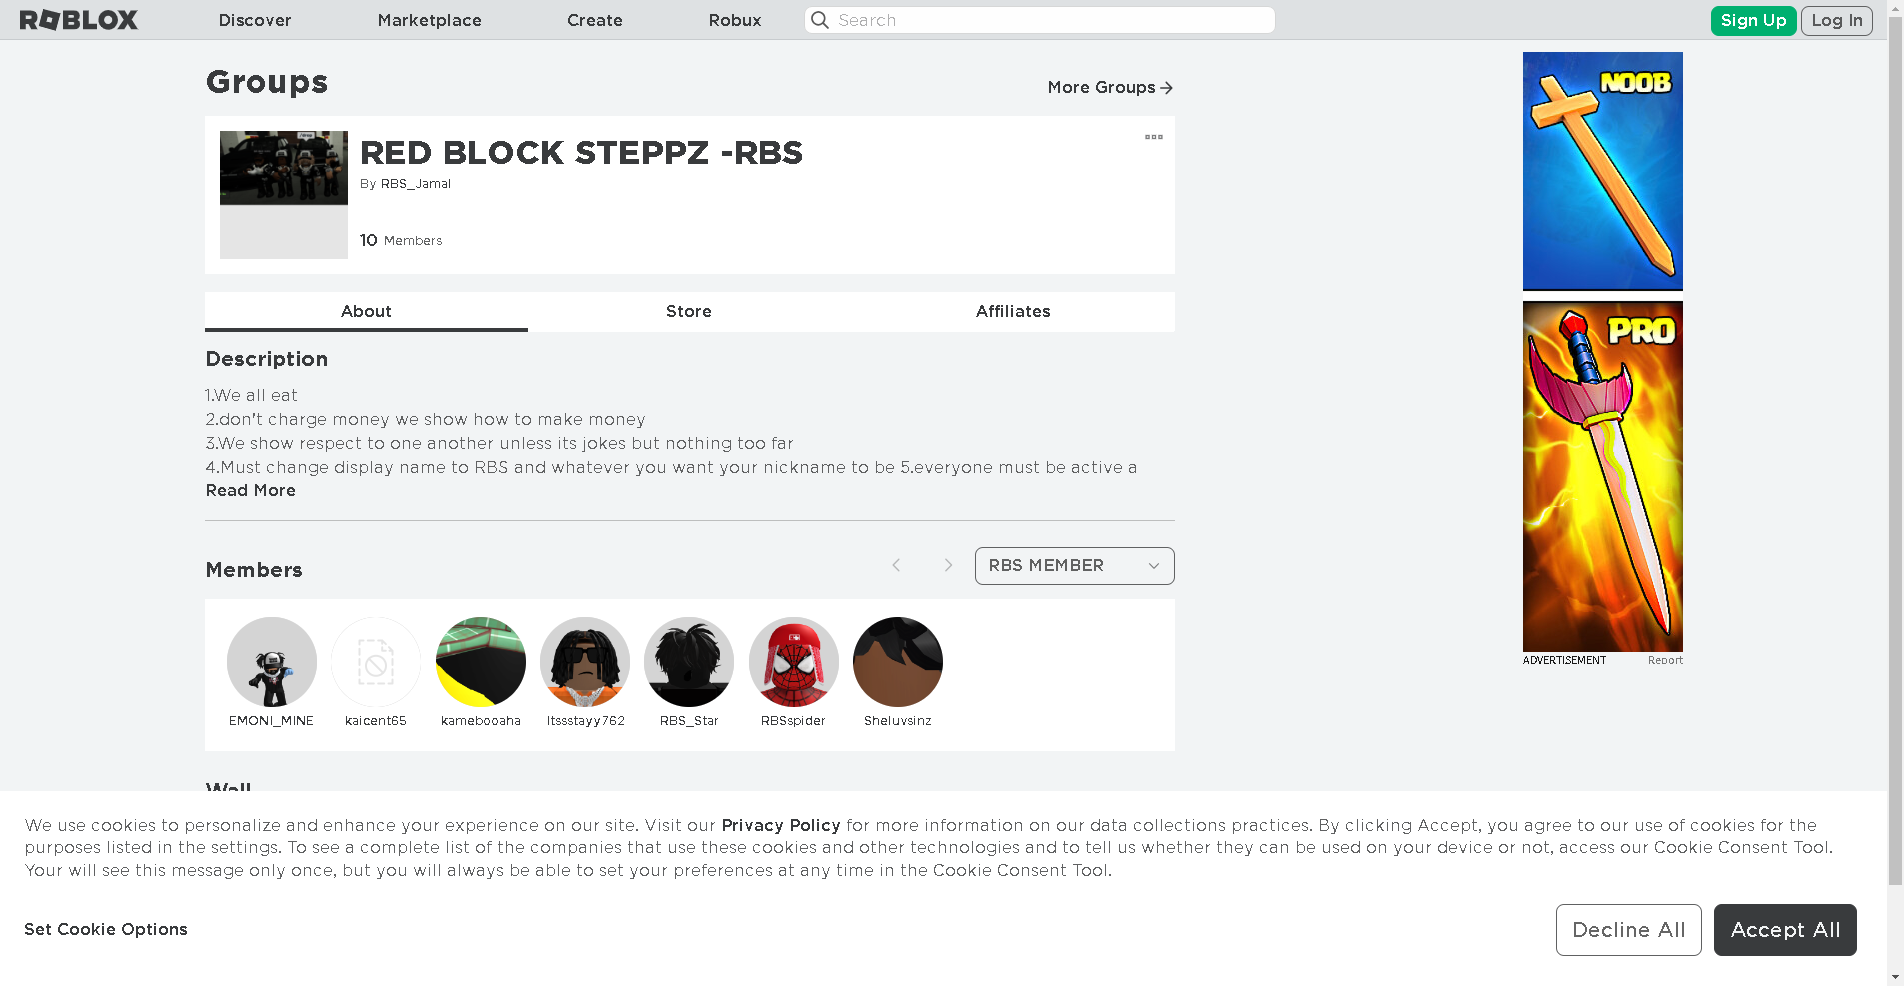 ROBLOX
Discover
Marketplace
Create
Robux
Search
Sign Up
Log In
Groups
More Groups
RED BLOCK STEPPZ -RBS
By RBS_Jamal
10 Members
About
Store
Affiliates
Description
1.We all eat
2.don't charge money we show how to make money
3.We show respect to one another unless its jokes but nothing too far
4.Must change display name to RBS and whatever you want your nickname to be 5.everyone must be active a
Read More
Members
RBS MEMBER
EMONI_MINE
kaicent65
kamebooaha
Itssstayy762
RBS_Star
RBSspider
Sheluvsinz
Wall
NOOB
PRO
ADVERTISEMENT
Report
We use cookies to personalize and enhance your experience on our site. Visit our Privacy Policy for more information on our data collections practices. By clicking Accept, you agree to our use of cookies for the
purposes listed in the settings. To see a complete list of the companies that use these cookies and other technologies and to tell us whether they can be used on your device or not, access our Cookie Consent Tool.
Your will see this message only once, but you will always be able to set your preferences at any time in the Cookie Consent Tool.
Set Cookie Options
Decline All
Accept All